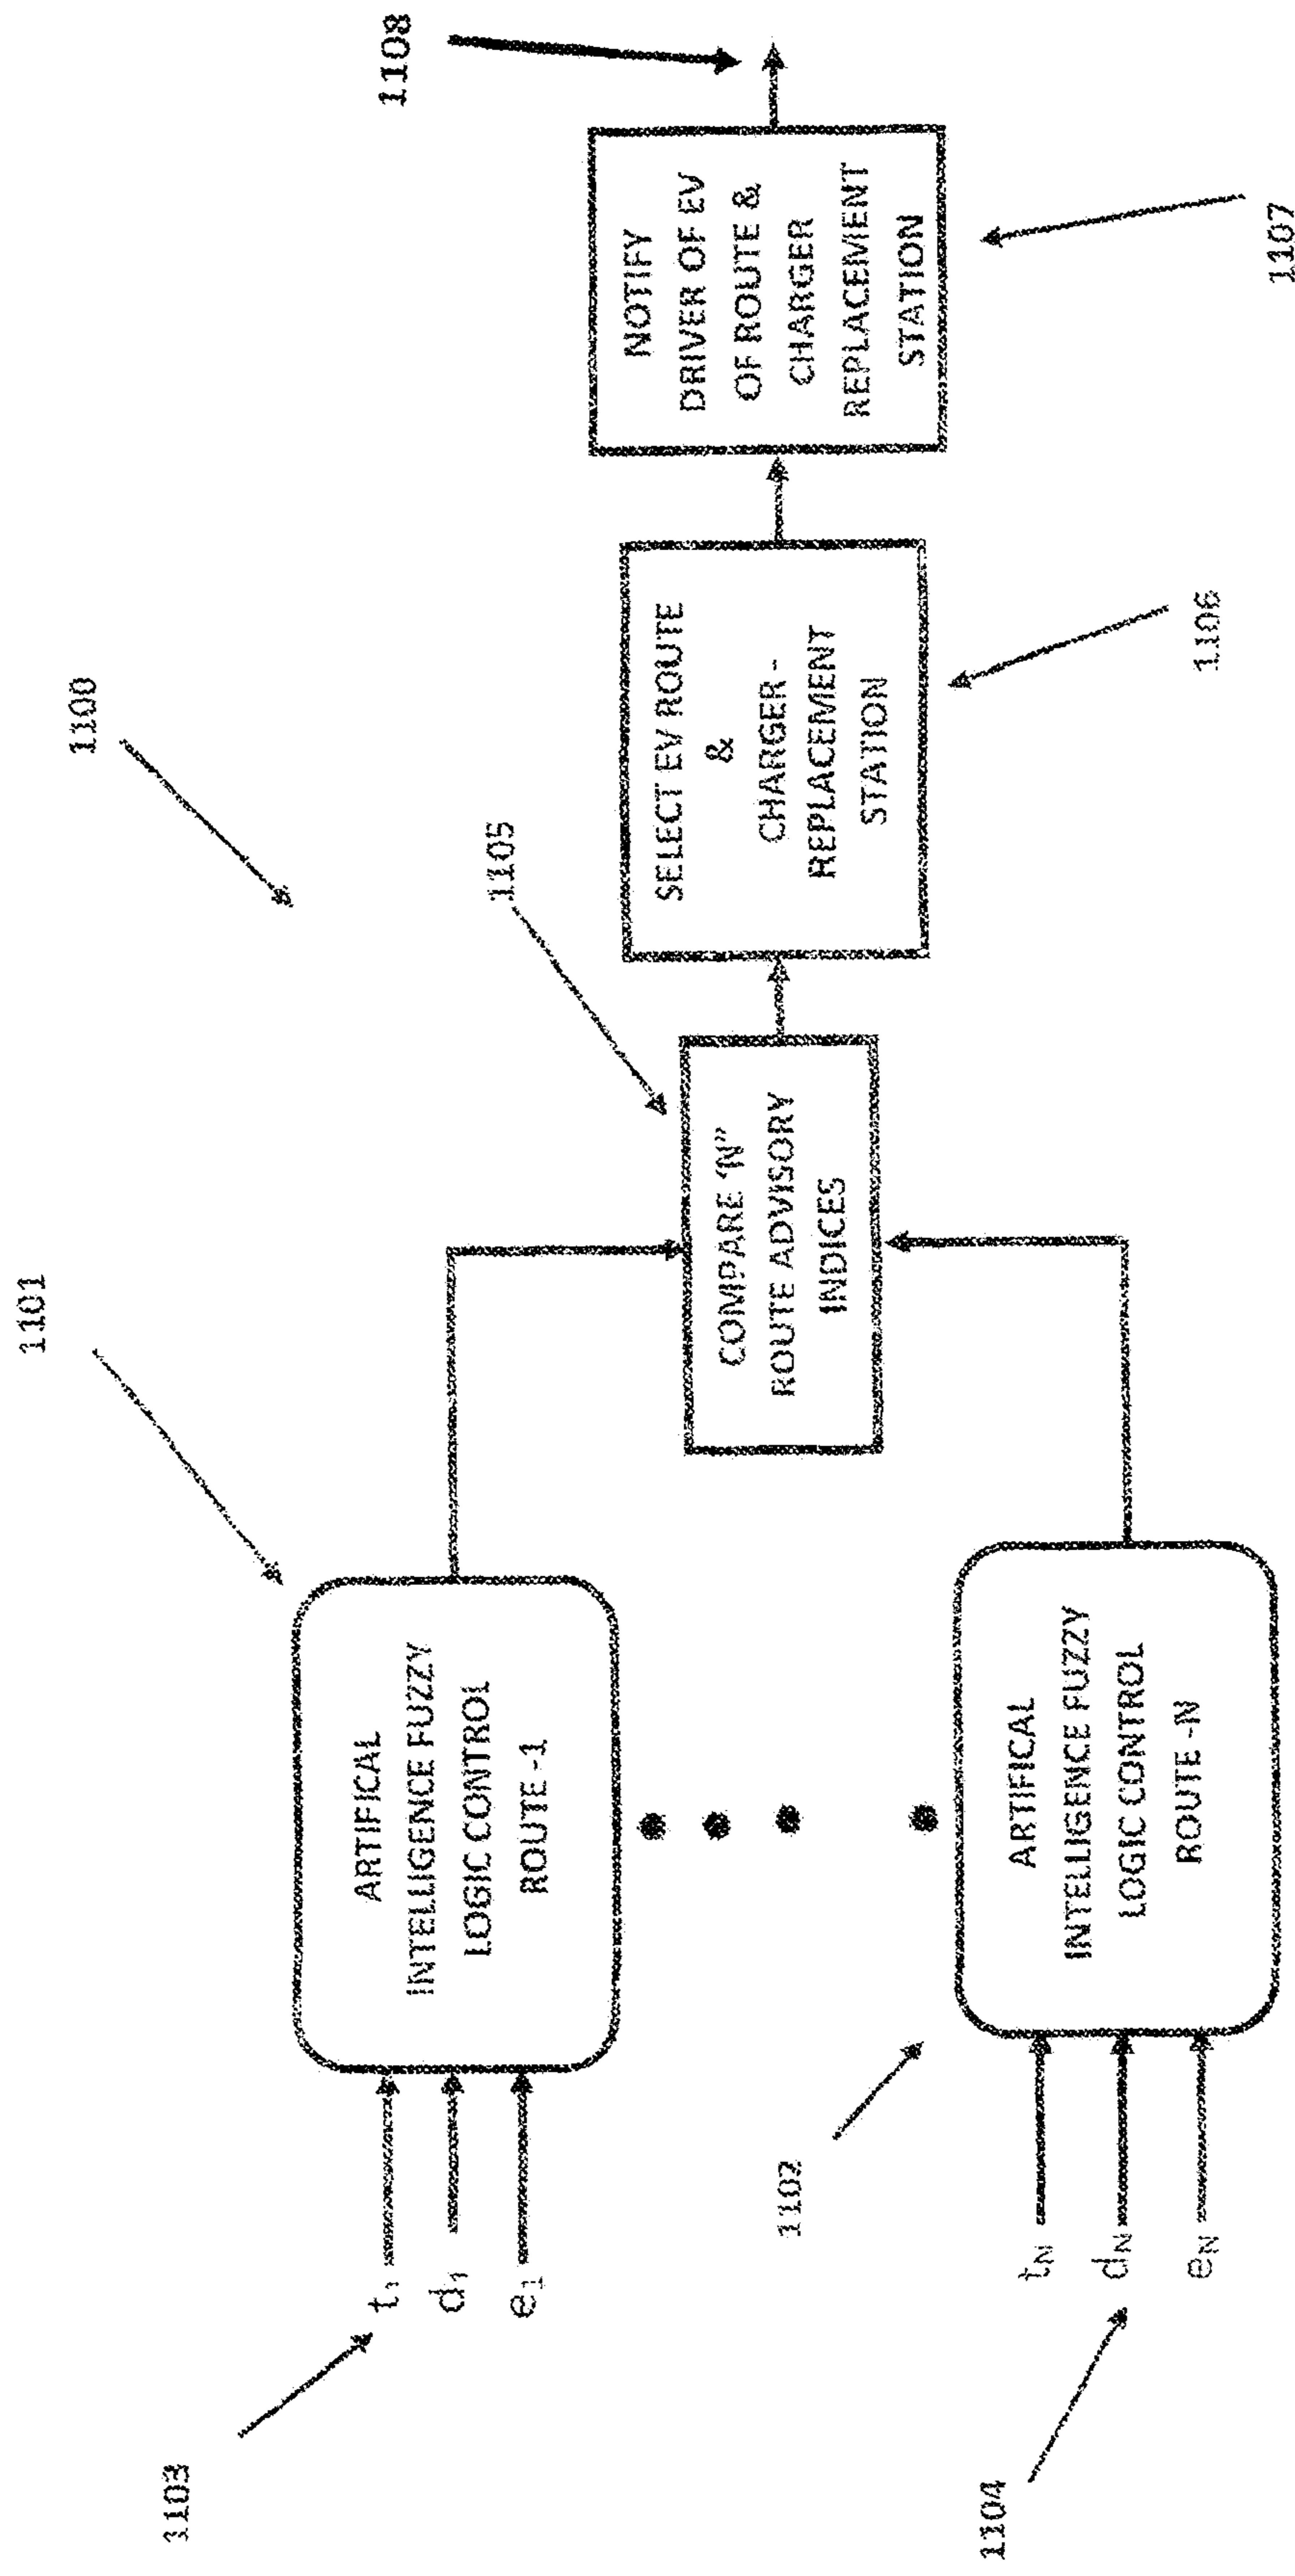 1100
1101
1103
t1
d1
e1
ARTIFICAL
INTELLIGENCE FUZZY
LOGIC CONTROL
ROUTE -1
1102
1104
tN
dN
eN
ARTIFICAL
INTELLIGENCE FUZZY
LOGIC CONTROL
ROUTE -N
1105
COMPARE 'N"
ROUTE ADVISORY
INDICES
SELECT EV ROUTE
&
CHARGER -
REPLACEMENT
STATION
1106
NOTIFY
DRIVER OF EV
OF ROUTE &
CHARGER
REPLACEMENT
STATION
1107
1108